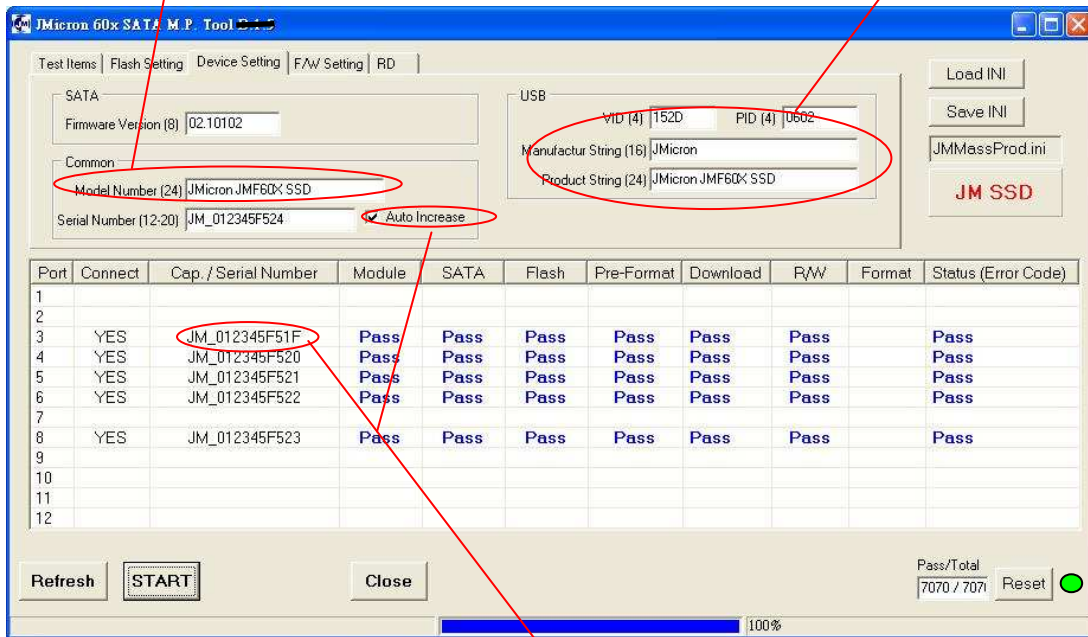 JMicron 60x SATA M.P. Tool
Test Items Flash Setting Device Setting F/W Setting RD
Load INI
Save INI
JMMassProd.ini
JM SSD
SATA
Firmware Version (8) 02.10102
USB
VID (4) 152D PID (4) 0602
Manufactur String (16) JMicron
Product String (24) JMicron JMF60X SSD
Common
Model Number (24) JMicron JMF60X SSD
Serial Number (12-20) JM_012345F524 Auto Increase
Port Connect Cap. / Serial Number Module SATA Flash Pre-Format Download R/W Format Status (Error Code)
1
2
3 YES JM_012345F51F Pass Pass Pass Pass Pass Pass Pass
4 YES JM_012345F520 Pass Pass Pass Pass Pass Pass Pass
5 YES JM_012345F521 Pass Pass Pass Pass Pass Pass Pass
6 YES JM_012345F522 Pass Pass Pass Pass Pass Pass Pass
7
8 YES JM_012345F523 Pass Pass Pass Pass Pass Pass Pass
9
10
11
12
Refresh START Close
Pass/Total
7070 / Reset
100%